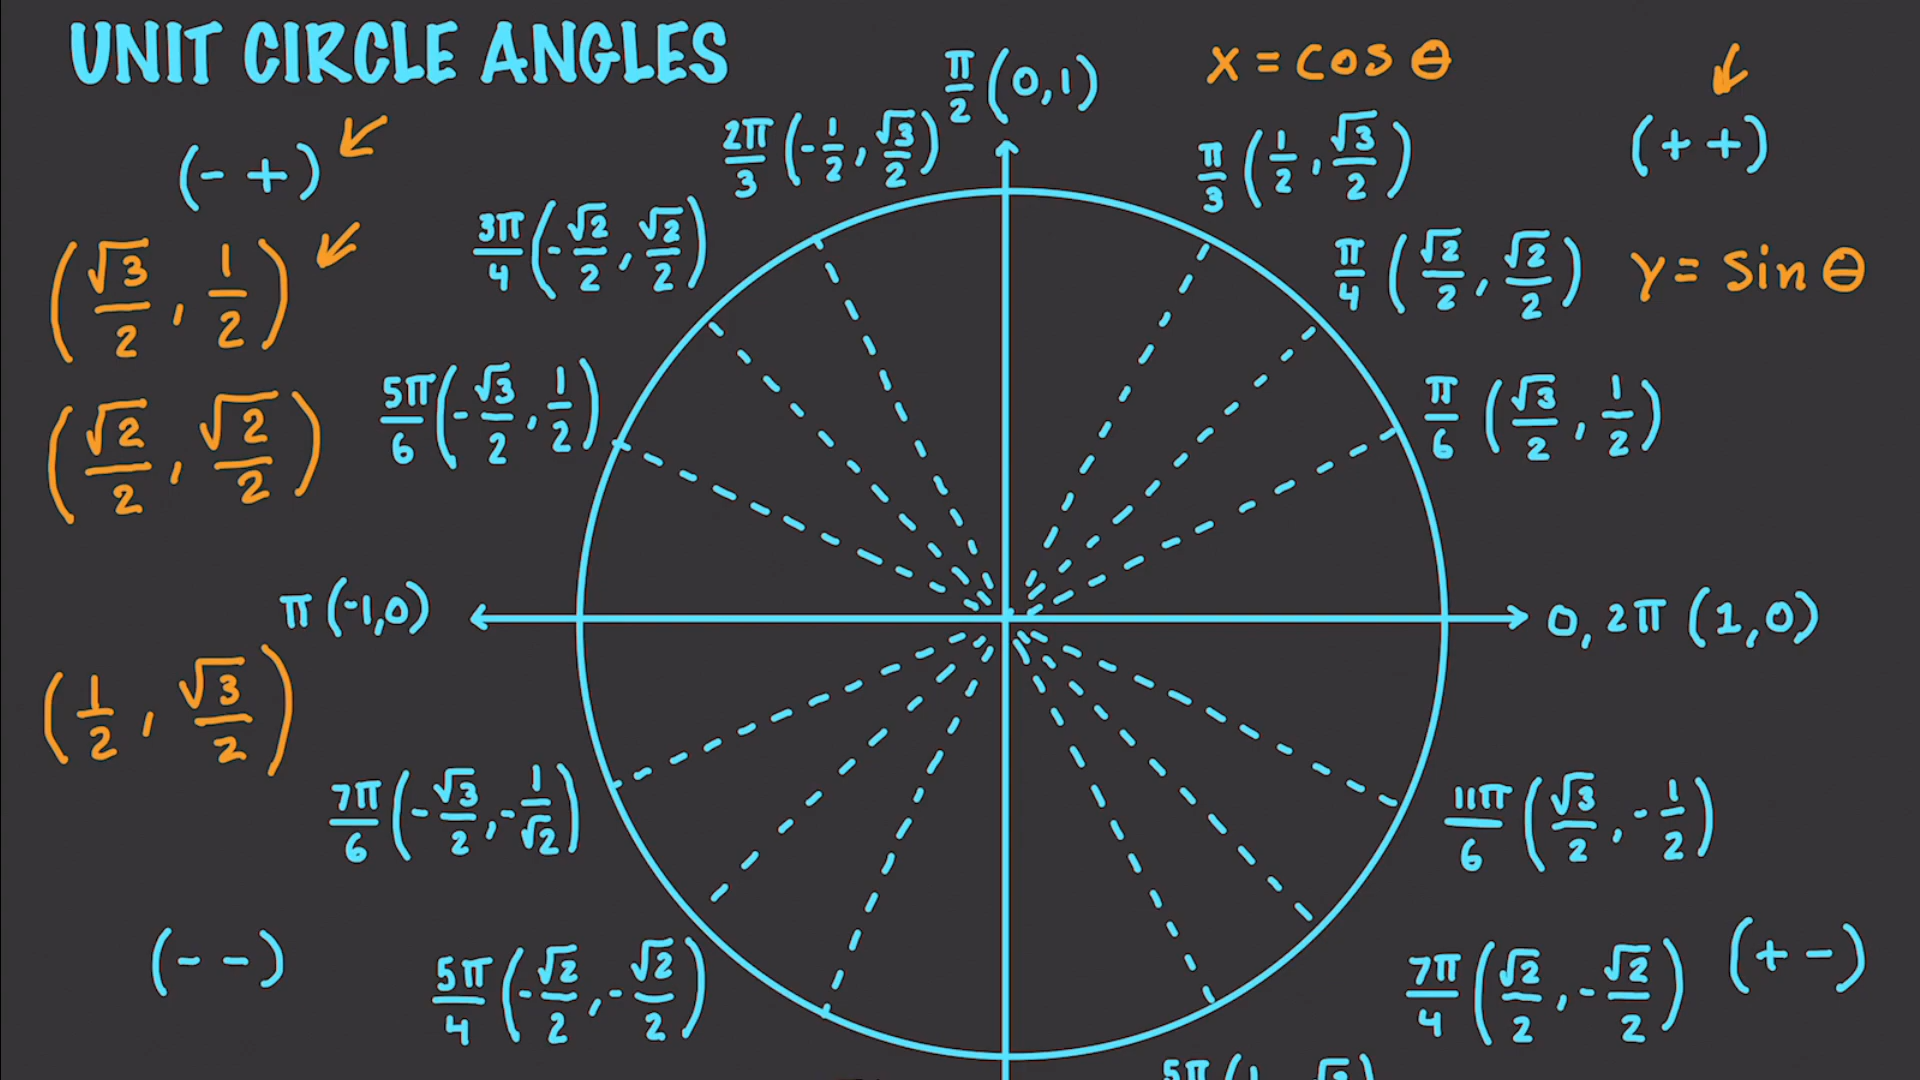 UNIT CIRCLE ANGLES
π/2 (0,1)
x = cos θ
(- +)
2π/3 (-1/2, √3/2)
π/3 (1/2, √3/2)
(+ +)
3π/4 (-√2/2, √2/2)
π/4 (√2/2, √2/2)
y = sin θ
(√3/2, 1/2)
5π/6 (-√3/2, 1/2)
π/6 (√3/2, 1/2)
(√2/2, √2/2)
π (-1,0)
0, 2π (1,0)
(1/2, √3/2)
7π/6 (-√3/2, -1/√2)
11π/6 (√3/2, -1/2)
(- -)
5π/4 (-√2/2, -√2/2)
7π/4 (√2/2, -√2/2)
(+ -)